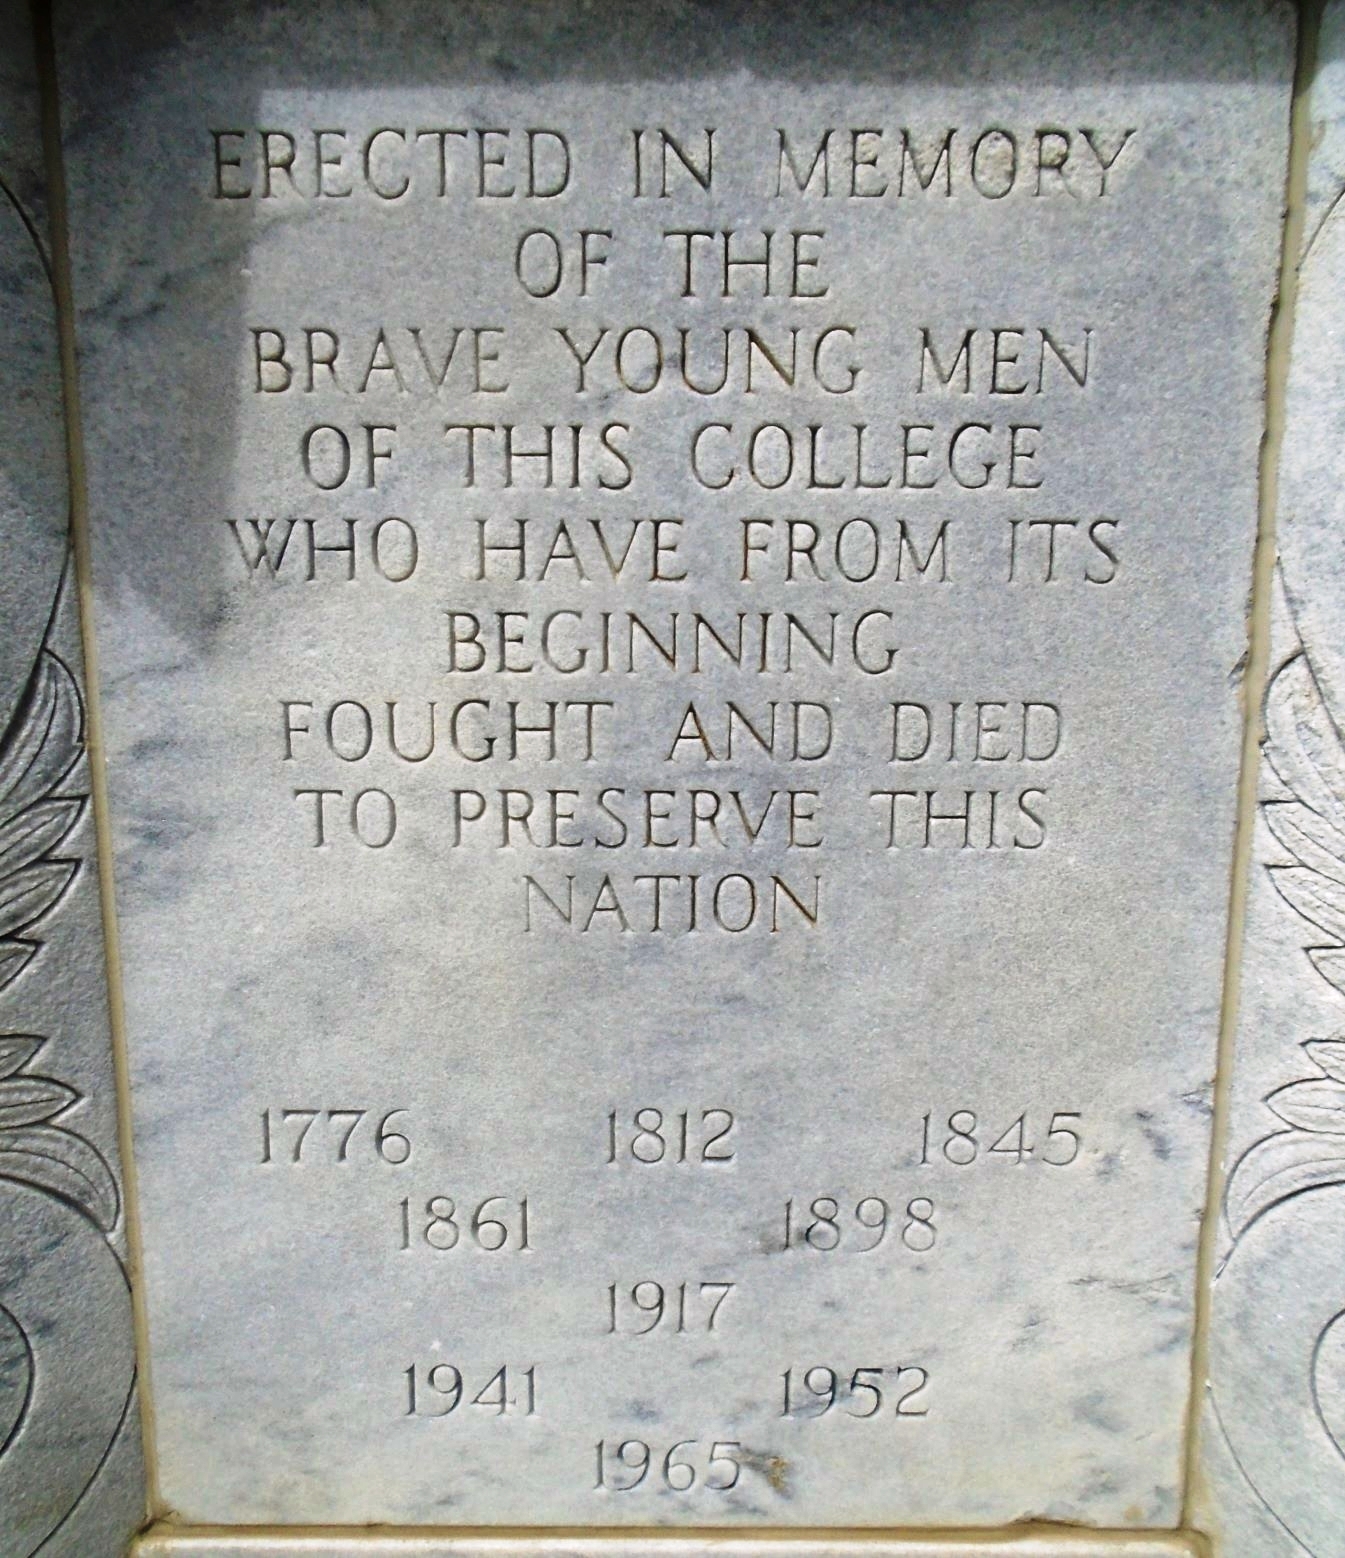 ERECTED IN MEMORY
OF THE
BRAVE YOUNG MEN
OF THIS COLLEGE
WHO HAVE FROM ITS
BEGINNING
FOUGHT AND DIED
TO PRESERVE THIS
NATION
1776 1812 1845
1861 1898
1917
1941 1952
1965